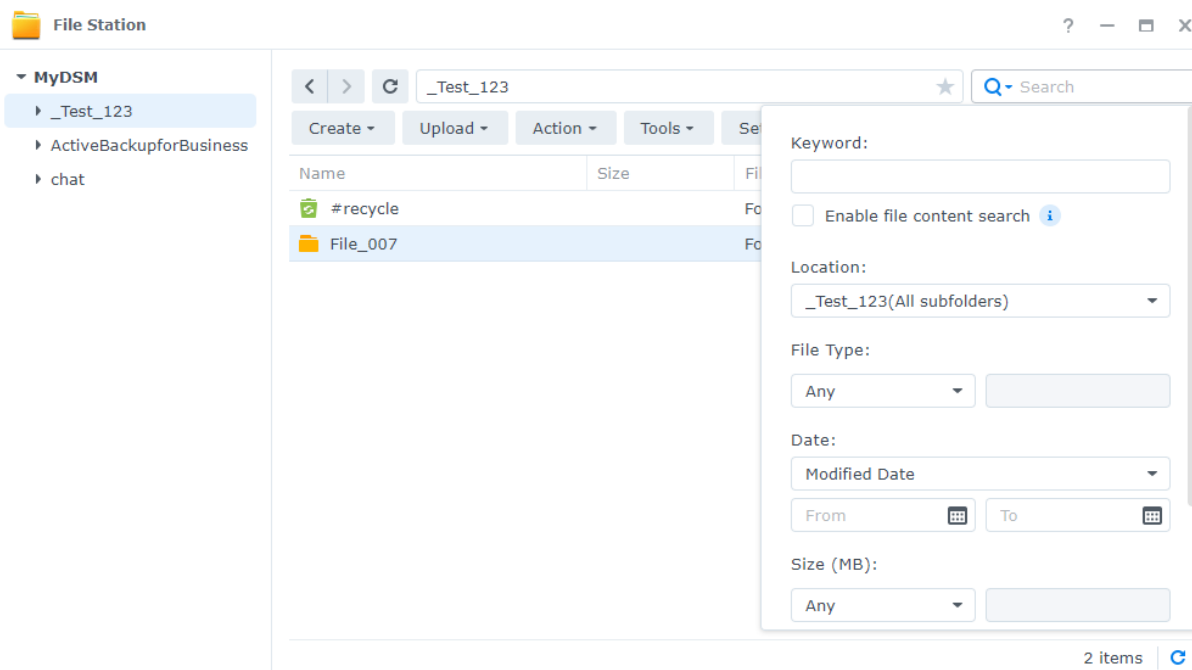 File Station
?
MyDSM
_Test_123
ActiveBackupforBusiness
chat
_Test_123
Search
Create
Upload
Action
Tools
Name
Size
#recycle
File_007
Keyword:
Enable file content search i
Location:
_Test_123(All subfolders)
File Type:
Any
Date:
Modified Date
From
To
Size (MB):
Any
2 items